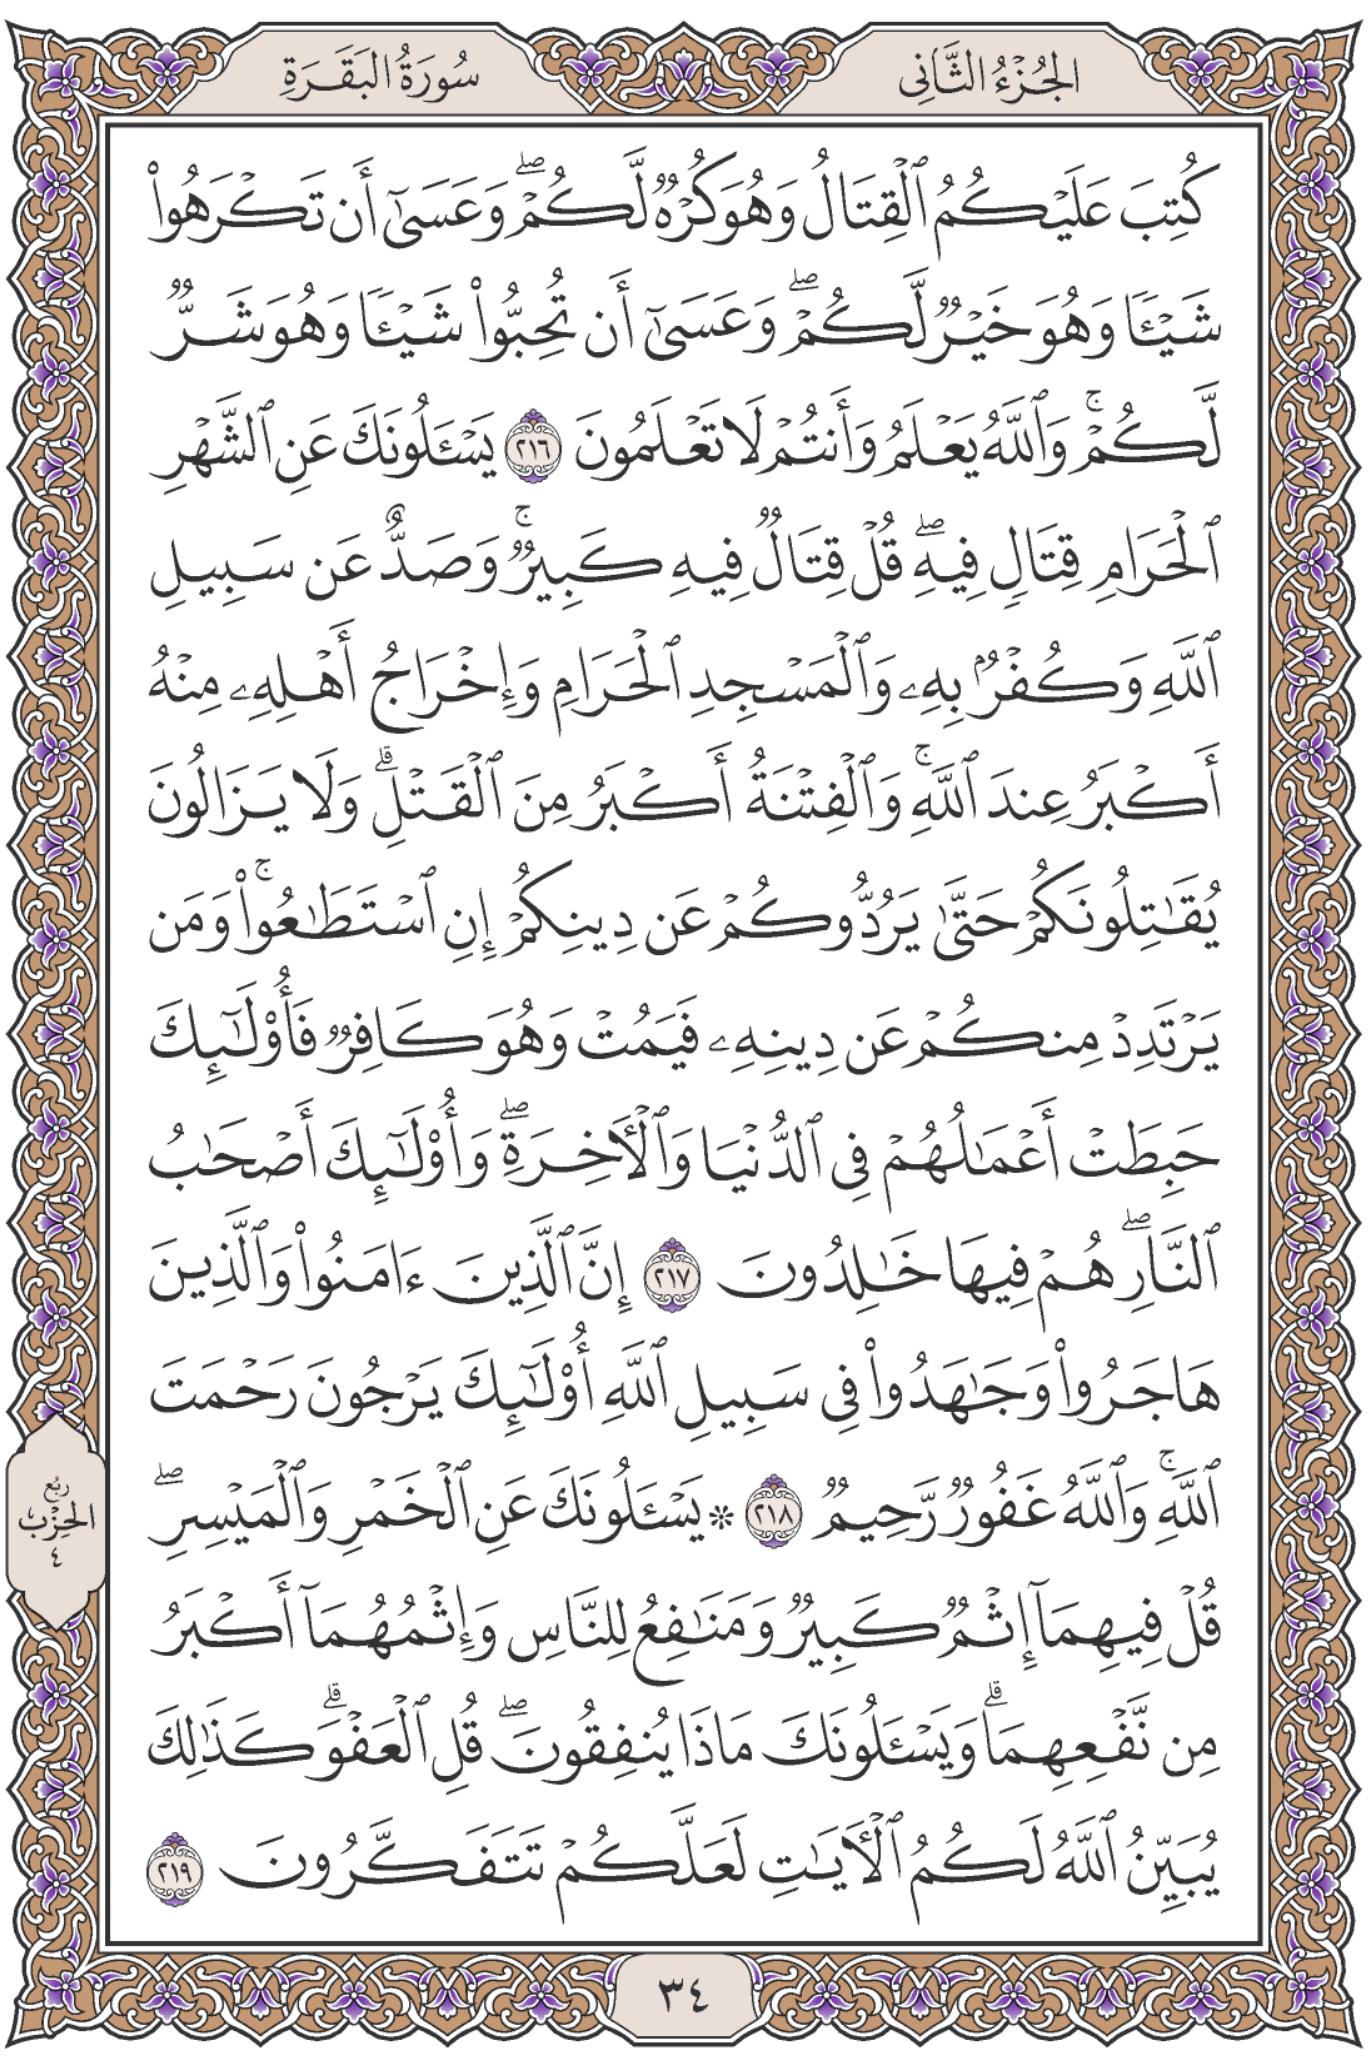 الجُزْءُ الثَّانِي
سُورَةُ البَقَرَةِ
كُتِبَ عَلَيْكُمُ ٱلْقِتَالُ وَهُوَ كُرْهٌ لَّكُمْ ۖ وَعَسَىٰٓ أَن تَكْرَهُوا۟
شَيْـًٔا وَهُوَ خَيْرٌ لَّكُمْ ۖ وَعَسَىٰٓ أَن تُحِبُّوا۟ شَيْـًٔا وَهُوَ شَرٌّ
لَّكُمْ ۚ وَٱللَّهُ يَعْلَمُ وَأَنتُمْ لَا تَعْلَمُونَ ٢١٦ يَسْـَٔلُونَكَ عَنِ ٱلشَّهْرِ
ٱلْحَرَامِ قِتَالٍ فِيهِ ۖ قُلْ قِتَالٌ فِيهِ كَبِيرٌ ۚ وَصَدٌّ عَن سَبِيلِ
ٱللَّهِ وَكُفْرٌۢ بِهِۦ وَٱلْمَسْجِدِ ٱلْحَرَامِ وَإِخْرَاجُ أَهْلِهِۦ مِنْهُ
أَكْبَرُ عِندَ ٱللَّهِ ۚ وَٱلْفِتْنَةُ أَكْبَرُ مِنَ ٱلْقَتْلِ ۗ وَلَا يَزَالُونَ
يُقَـٰتِلُونَكُمْ حَتَّىٰ يَرُدُّوكُمْ عَن دِينِكُمْ إِنِ ٱسْتَطَـٰعُوا۟ ۚ وَمَن
يَرْتَدِدْ مِنكُمْ عَن دِينِهِۦ فَيَمُتْ وَهُوَ كَافِرٌ فَأُو۟لَـٰٓئِكَ
حَبِطَتْ أَعْمَـٰلُهُمْ فِى ٱلدُّنْيَا وَٱلْـَٔاخِرَةِ ۖ وَأُو۟لَـٰٓئِكَ أَصْحَـٰبُ
ٱلنَّارِ ۖ هُمْ فِيهَا خَـٰلِدُونَ ٢١٧ إِنَّ ٱلَّذِينَ ءَامَنُوا۟ وَٱلَّذِينَ
هَاجَرُوا۟ وَجَـٰهَدُوا۟ فِى سَبِيلِ ٱللَّهِ أُو۟لَـٰٓئِكَ يَرْجُونَ رَحْمَتَ
ٱللَّهِ ۚ وَٱللَّهُ غَفُورٌ رَّحِيمٌ ٢١٨ ۞ يَسْـَٔلُونَكَ عَنِ ٱلْخَمْرِ وَٱلْمَيْسِرِ ۖ
قُلْ فِيهِمَآ إِثْمٌ كَبِيرٌ وَمَنَـٰفِعُ لِلنَّاسِ وَإِثْمُهُمَآ أَكْبَرُ
مِن نَّفْعِهِمَا ۗ وَيَسْـَٔلُونَكَ مَاذَا يُنفِقُونَ ۖ قُلِ ٱلْعَفْوَ ۗ كَذَٰلِكَ
يُبَيِّنُ ٱللَّهُ لَكُمُ ٱلْـَٔايَـٰتِ لَعَلَّكُمْ تَتَفَكَّرُونَ ٢١٩
ربع
الحزب
٤
٣٤